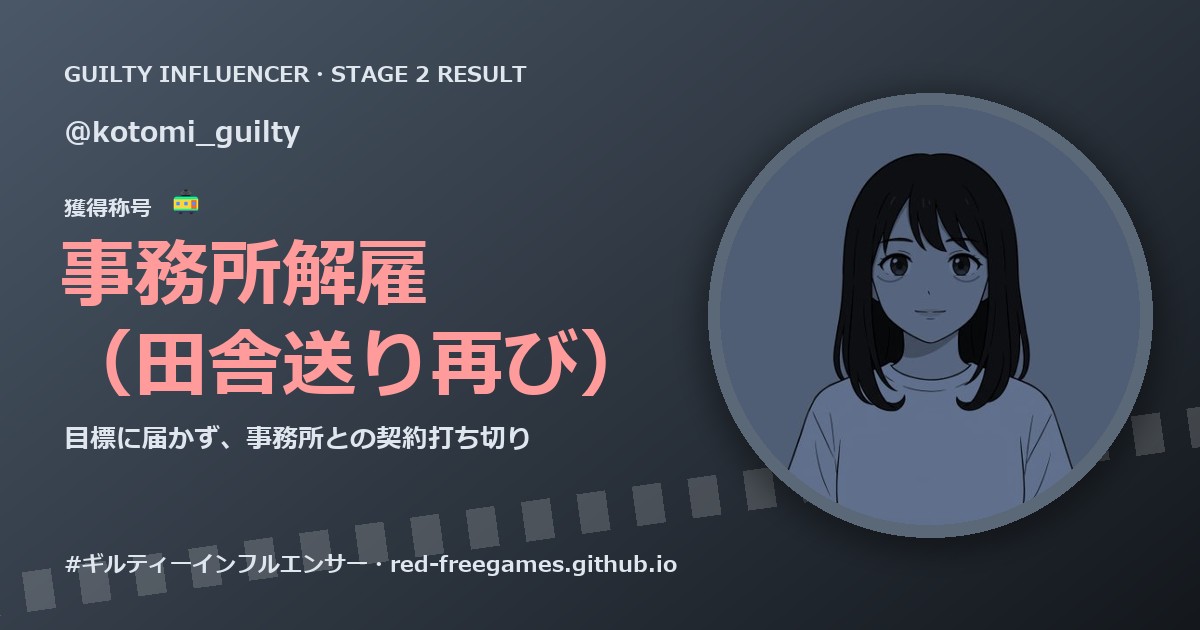 GUILTY INFLUENCER · STAGE 2 RESULT
@kotomi_guilty
獲得称号
事務所解雇
（田舎送り再び）
目標に届かず、事務所との契約打ち切り
#ギルティーインフルエンサー · red-freegames.github.io